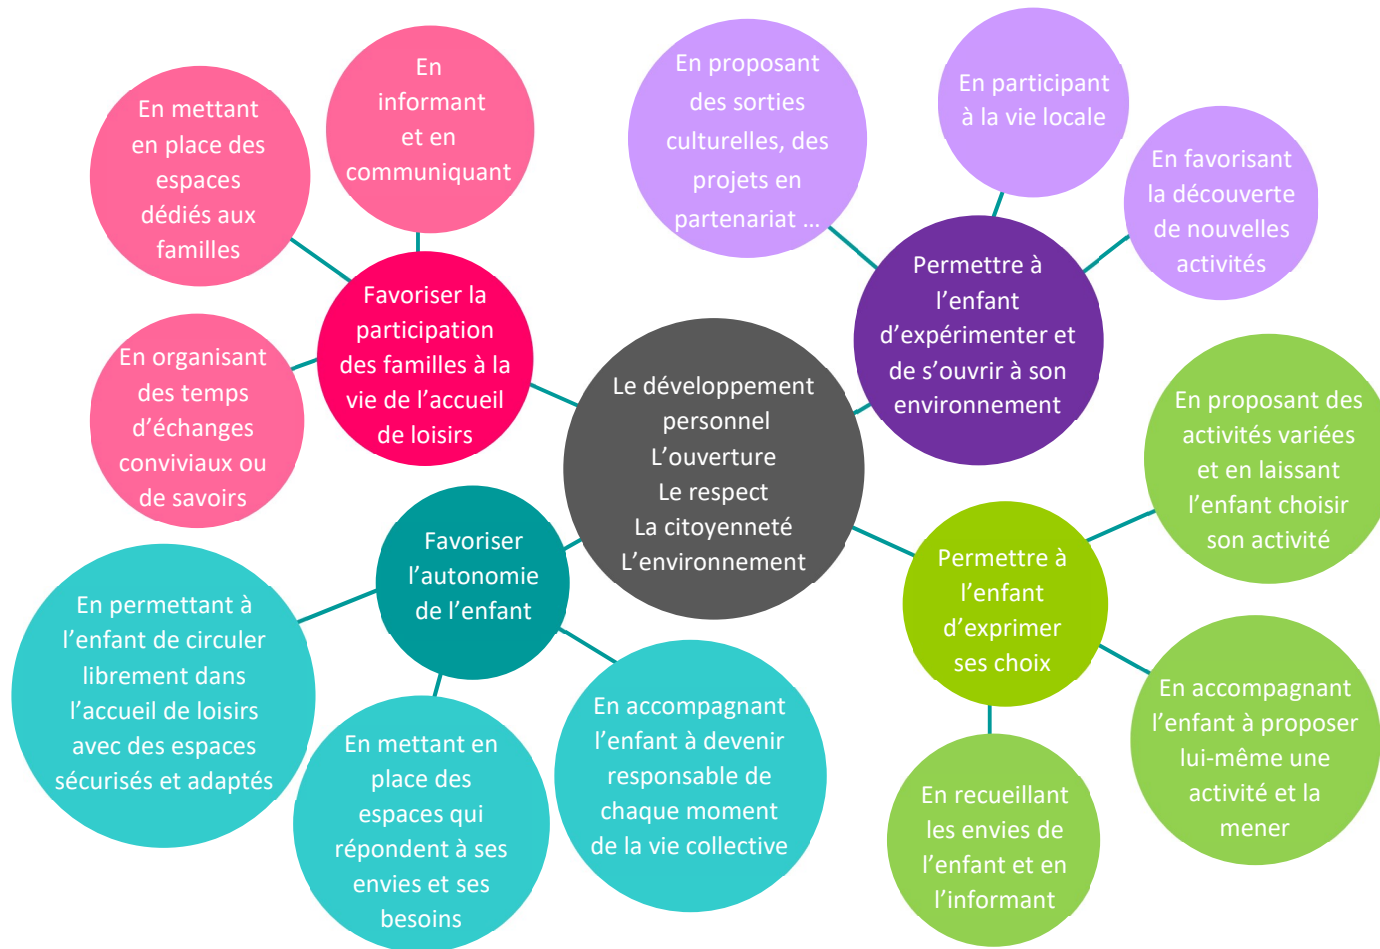 En mettant
en place des
espaces
dédiés aux
familles
En
informant
et en
communiquant
En organisant
des temps
d’échanges
conviviaux ou
de savoirs
Favoriser la
participation
des familles à la
vie de l’accueil
de loisirs
En proposant
des sorties
culturelles, des
projets en
partenariat ...
En participant
à la vie locale
En favorisant
la découverte
de nouvelles
activités
Permettre à
l’enfant
d’expérimenter et
de s’ouvrir à son
environnement
Le développement
personnel
L’ouverture
Le respect
La citoyenneté
L’environnement
Favoriser
l’autonomie
de l’enfant
En permettant à
l’enfant de circuler
librement dans
l’accueil de loisirs
avec des espaces
sécurisés et adaptés
En mettant en
place des
espaces qui
répondent à ses
envies et ses
besoins
En accompagnant
l’enfant à devenir
responsable de
chaque moment
de la vie collective
Permettre à
l’enfant
d’exprimer
ses choix
En proposant des
activités variées
et en laissant
l’enfant choisir
son activité
En accompagnant
l’enfant à proposer
lui-même une
activité et la
mener
En recueillant
les envies de
l’enfant et en
l’informant